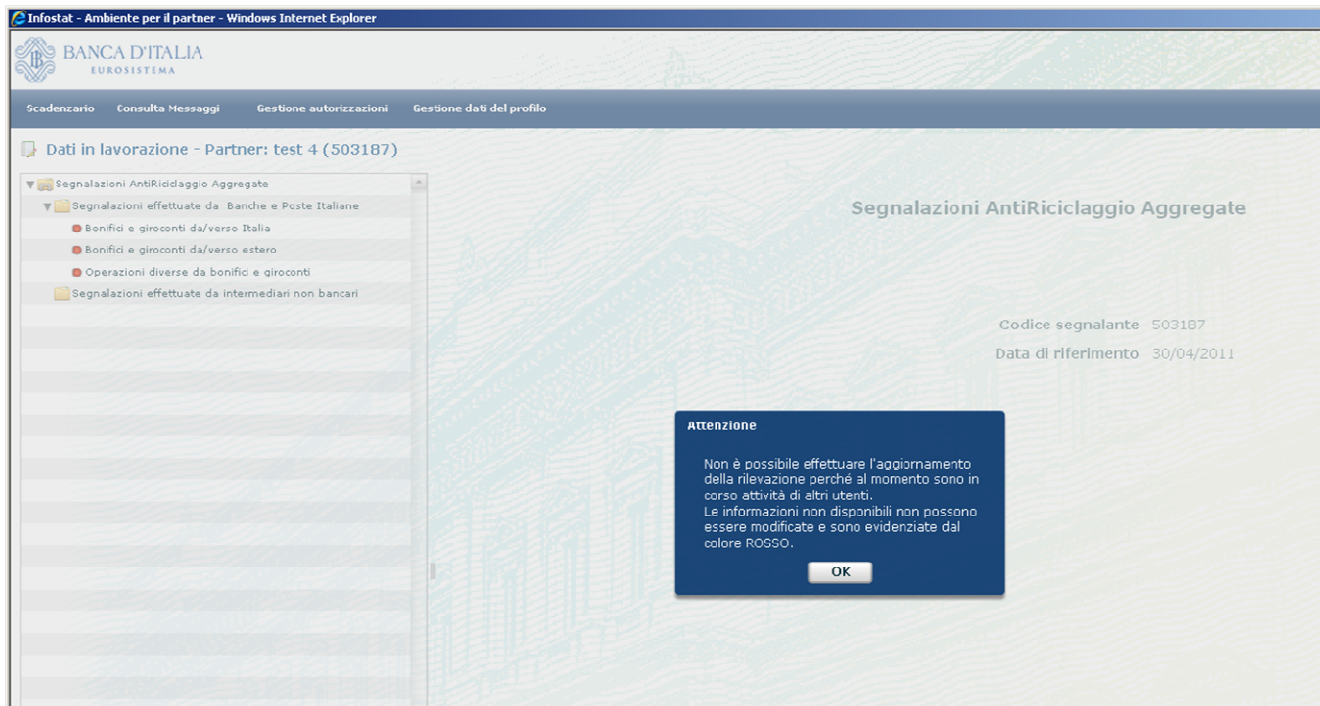 Infostat - Ambiente per il partner - Windows Internet Explorer
BANCA D'ITALIA
EUROSISTEMA
Scadenzario Consulta Messaggi Gestione autorizzazioni Gestione dati del profilo
Dati in lavorazione - Partner: test 4 (503187)
Segnalazioni AntiRiciclaggio Aggregate
Segnalazioni effettuate da Banche e Poste Italiane
Bonifici e giroconti da/verso Italia
Bonifici e giroconti da/verso estero
Operazioni diverse da bonifici e giroconti
Segnalazioni effettuate da intermediari non bancari
Segnalazioni AntiRiciclaggio Aggregate
Codice segnalante 503187
Data di riferimento 30/04/2011
Attenzione
Non è possibile effettuare l'aggiornamento
della rilevazione perché al momento sono in
corso attività di altri utenti.
Le informazioni non disponibili non possono
essere modificate e sono evidenziate dal
colore ROSSO.
OK